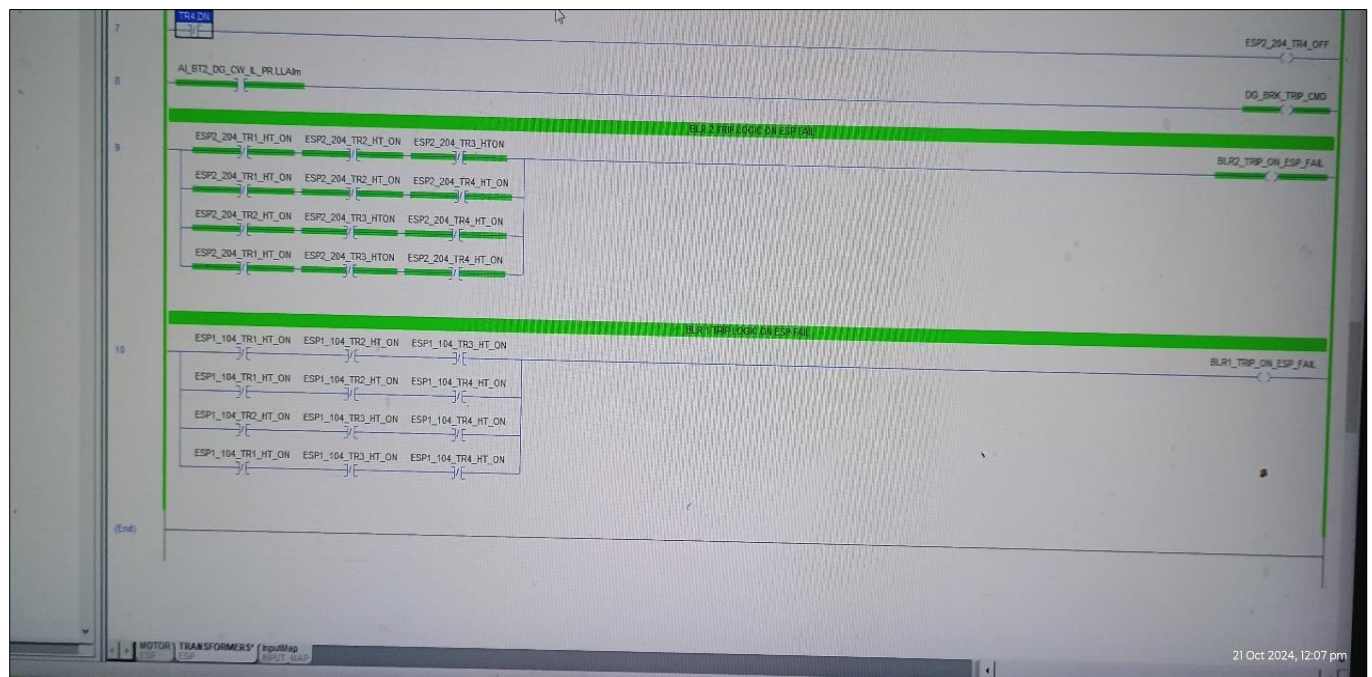 TR4.DN
7
ESP2_204_TR4_OFF
AI_BT2_DG_CW_IL_PR.LLAlm
8
DG_BRK_TRIP_CMD
BLR 2 TRIP LOGIC ON ESP FAIL
ESP2_204_TR1_HT_ON ESP2_204_TR2_HT_ON ESP2_204_TR3_HTON
9
BLR2_TRIP_ON_ESP_FAIL
ESP2_204_TR1_HT_ON ESP2_204_TR2_HT_ON ESP2_204_TR4_HT_ON
ESP2_204_TR2_HT_ON ESP2_204_TR3_HTON ESP2_204_TR4_HT_ON
ESP2_204_TR1_HT_ON ESP2_204_TR3_HTON ESP2_204_TR4_HT_ON
BLR 1 TRIP LOGIC ON ESP FAIL
ESP1_104_TR1_HT_ON ESP1_104_TR2_HT_ON ESP1_104_TR3_HT_ON
10
BLR1_TRIP_ON_ESP_FAIL
ESP1_104_TR1_HT_ON ESP1_104_TR2_HT_ON ESP1_104_TR4_HT_ON
ESP1_104_TR2_HT_ON ESP1_104_TR3_HT_ON ESP1_104_TR4_HT_ON
ESP1_104_TR1_HT_ON ESP1_104_TR3_HT_ON ESP1_104_TR4_HT_ON
(End)
MOTOR TRANSFORMERS* InputMap
ESP ESP INPUT_MAP
21 Oct 2024, 12:07 pm